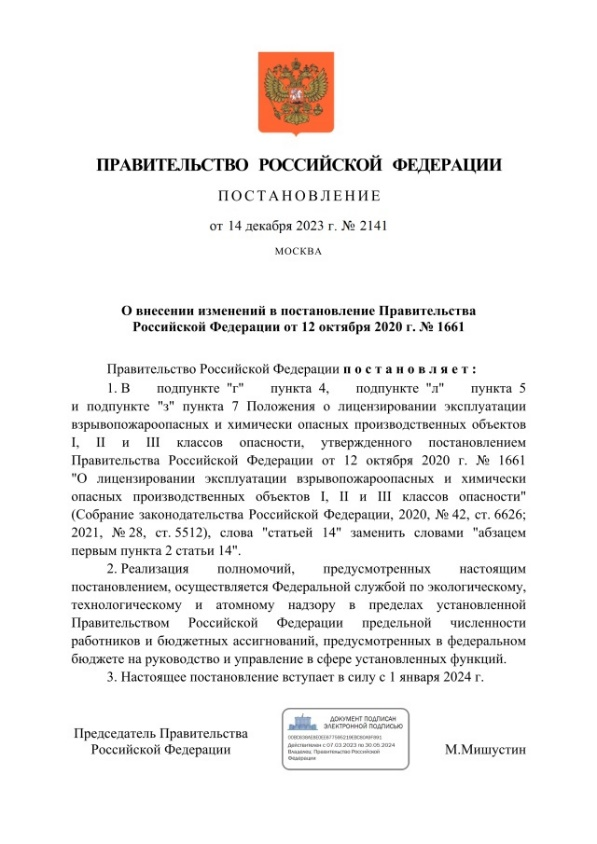 ПРАВИТЕЛЬСТВО РОССИЙСКОЙ ФЕДЕРАЦИИ
ПОСТАНОВЛЕНИЕ
от 14 декабря 2023 г. № 2141
МОСКВА
О внесении изменений в постановление Правительства
Российской Федерации от 12 октября 2020 г. № 1661
Правительство Российской Федерации постановляет:
1. В подпункте "г" пункта 4, подпункте "л" пункта 5
и подпункте "з" пункта 7 Положения о лицензировании эксплуатации
взрывопожароопасных и химически опасных производственных объектов
I, II и III классов опасности, утвержденного постановлением
Правительства Российской Федерации от 12 октября 2020 г. № 1661
"О лицензировании эксплуатации взрывопожароопасных и химически
опасных производственных объектов I, II и III классов опасности"
(Собрание законодательства Российской Федерации, 2020, № 42, ст. 6626;
2021, № 28, ст. 5512), слова "статьей 14" заменить словами "абзацем
первым пункта 2 статьи 14".
2. Реализация полномочий, предусмотренных настоящим
постановлением, осуществляется Федеральной службой по экологическому,
технологическому и атомному надзору в пределах установленной
Правительством Российской Федерации предельной численности
работников и бюджетных ассигнований, предусмотренных в федеральном
бюджете на руководство и управление в сфере установленных функций.
3. Настоящее постановление вступает в силу с 1 января 2024 г.
Председатель Правительства
Российской Федерации
ДОКУМЕНТ ПОДПИСАН
ЭЛЕКТРОННОЙ ПОДПИСЬЮ
Действителен с 07.03.2023 по 30.05.2024
Владелец: Правительство Российской
Федерации
М.Мишустин